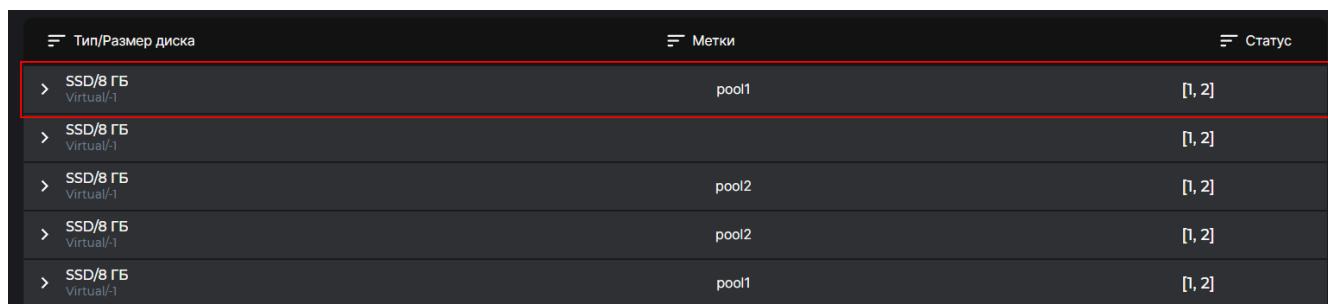 Тип/Размер диска Метки Статус
SSD/8 ГБ
Virtual/-1
pool1 [1, 2]
SSD/8 ГБ
Virtual/-1
[1, 2]
SSD/8 ГБ
Virtual/-1
pool2 [1, 2]
SSD/8 ГБ
Virtual/-1
pool2 [1, 2]
SSD/8 ГБ
Virtual/-1
pool1 [1, 2]